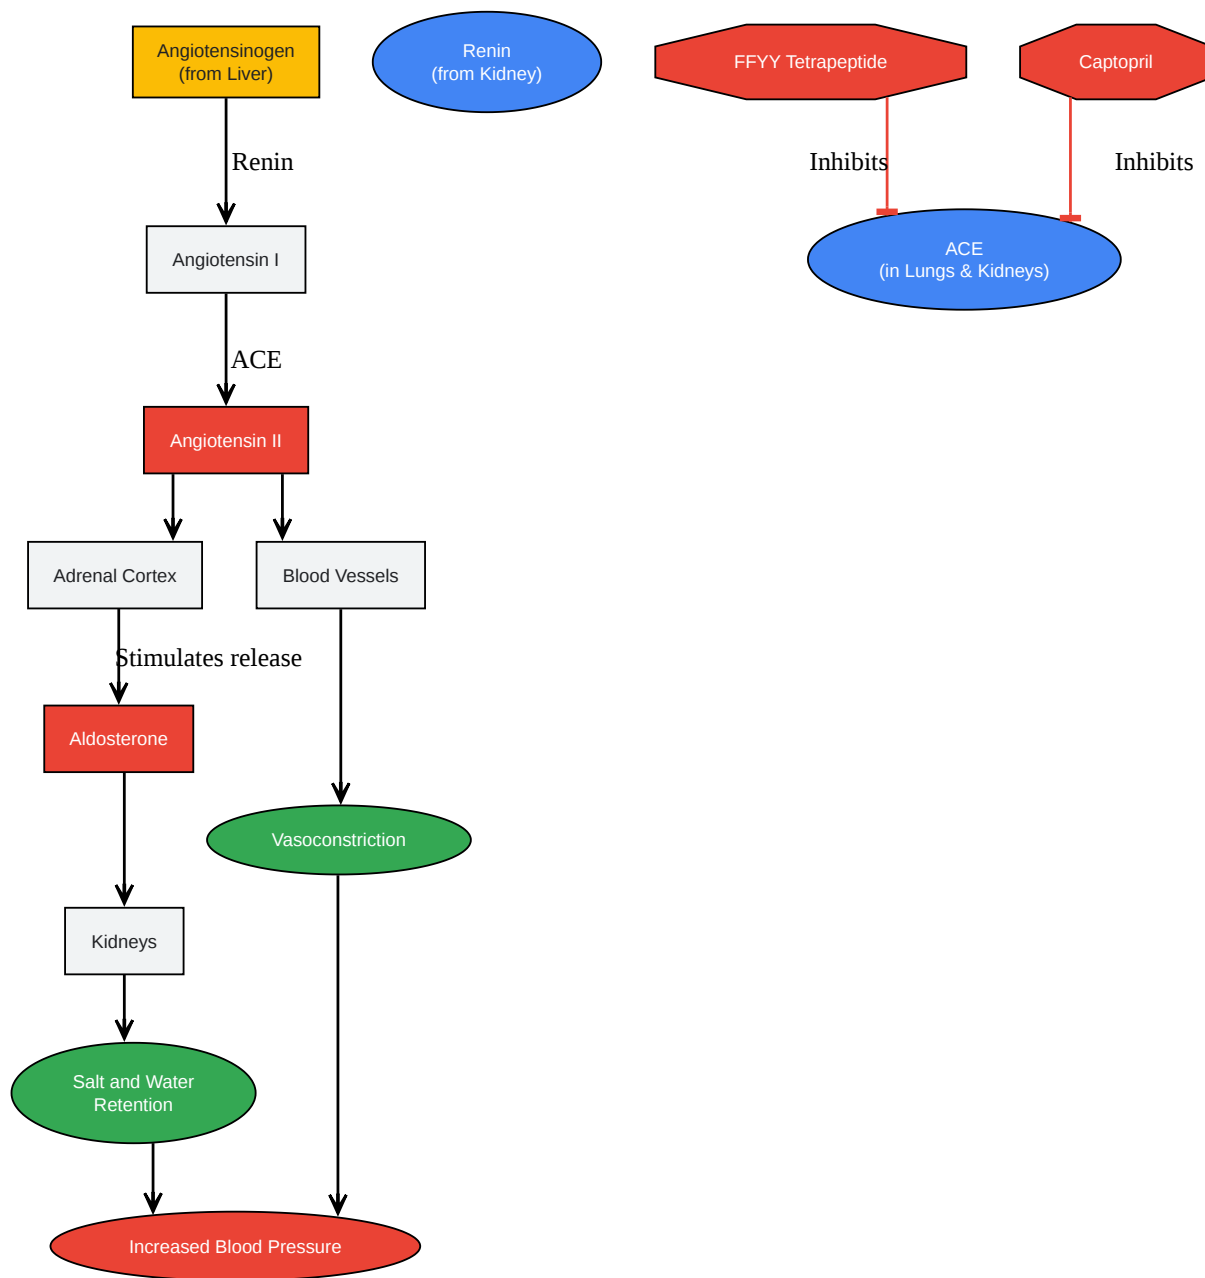 Angiotensinogen
(from Liver)
Renin
(from Kidney)
FFYY Tetrapeptide
Captopril
Renin
Inhibits
Inhibits
Angiotensin I
ACE
(in Lungs & Kidneys)
ACE
Angiotensin II
Adrenal Cortex
Blood Vessels
Stimulates release
Aldosterone
Vasoconstriction
Kidneys
Salt and Water
Retention
Increased Blood Pressure